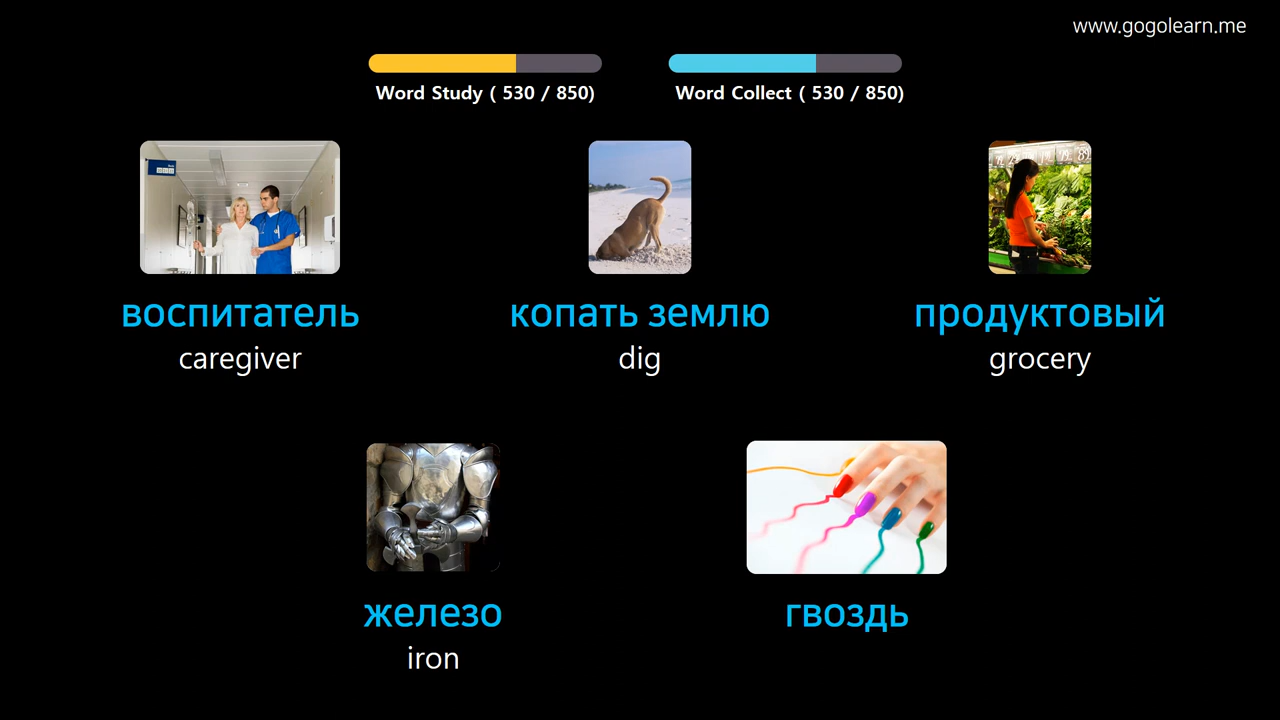 www.gogolearn.me
Word Study ( 530 / 850)
Word Collect ( 530 / 850)
воспитатель
caregiver
копать землю
dig
продуктовый
grocery
железо
iron
гвоздь